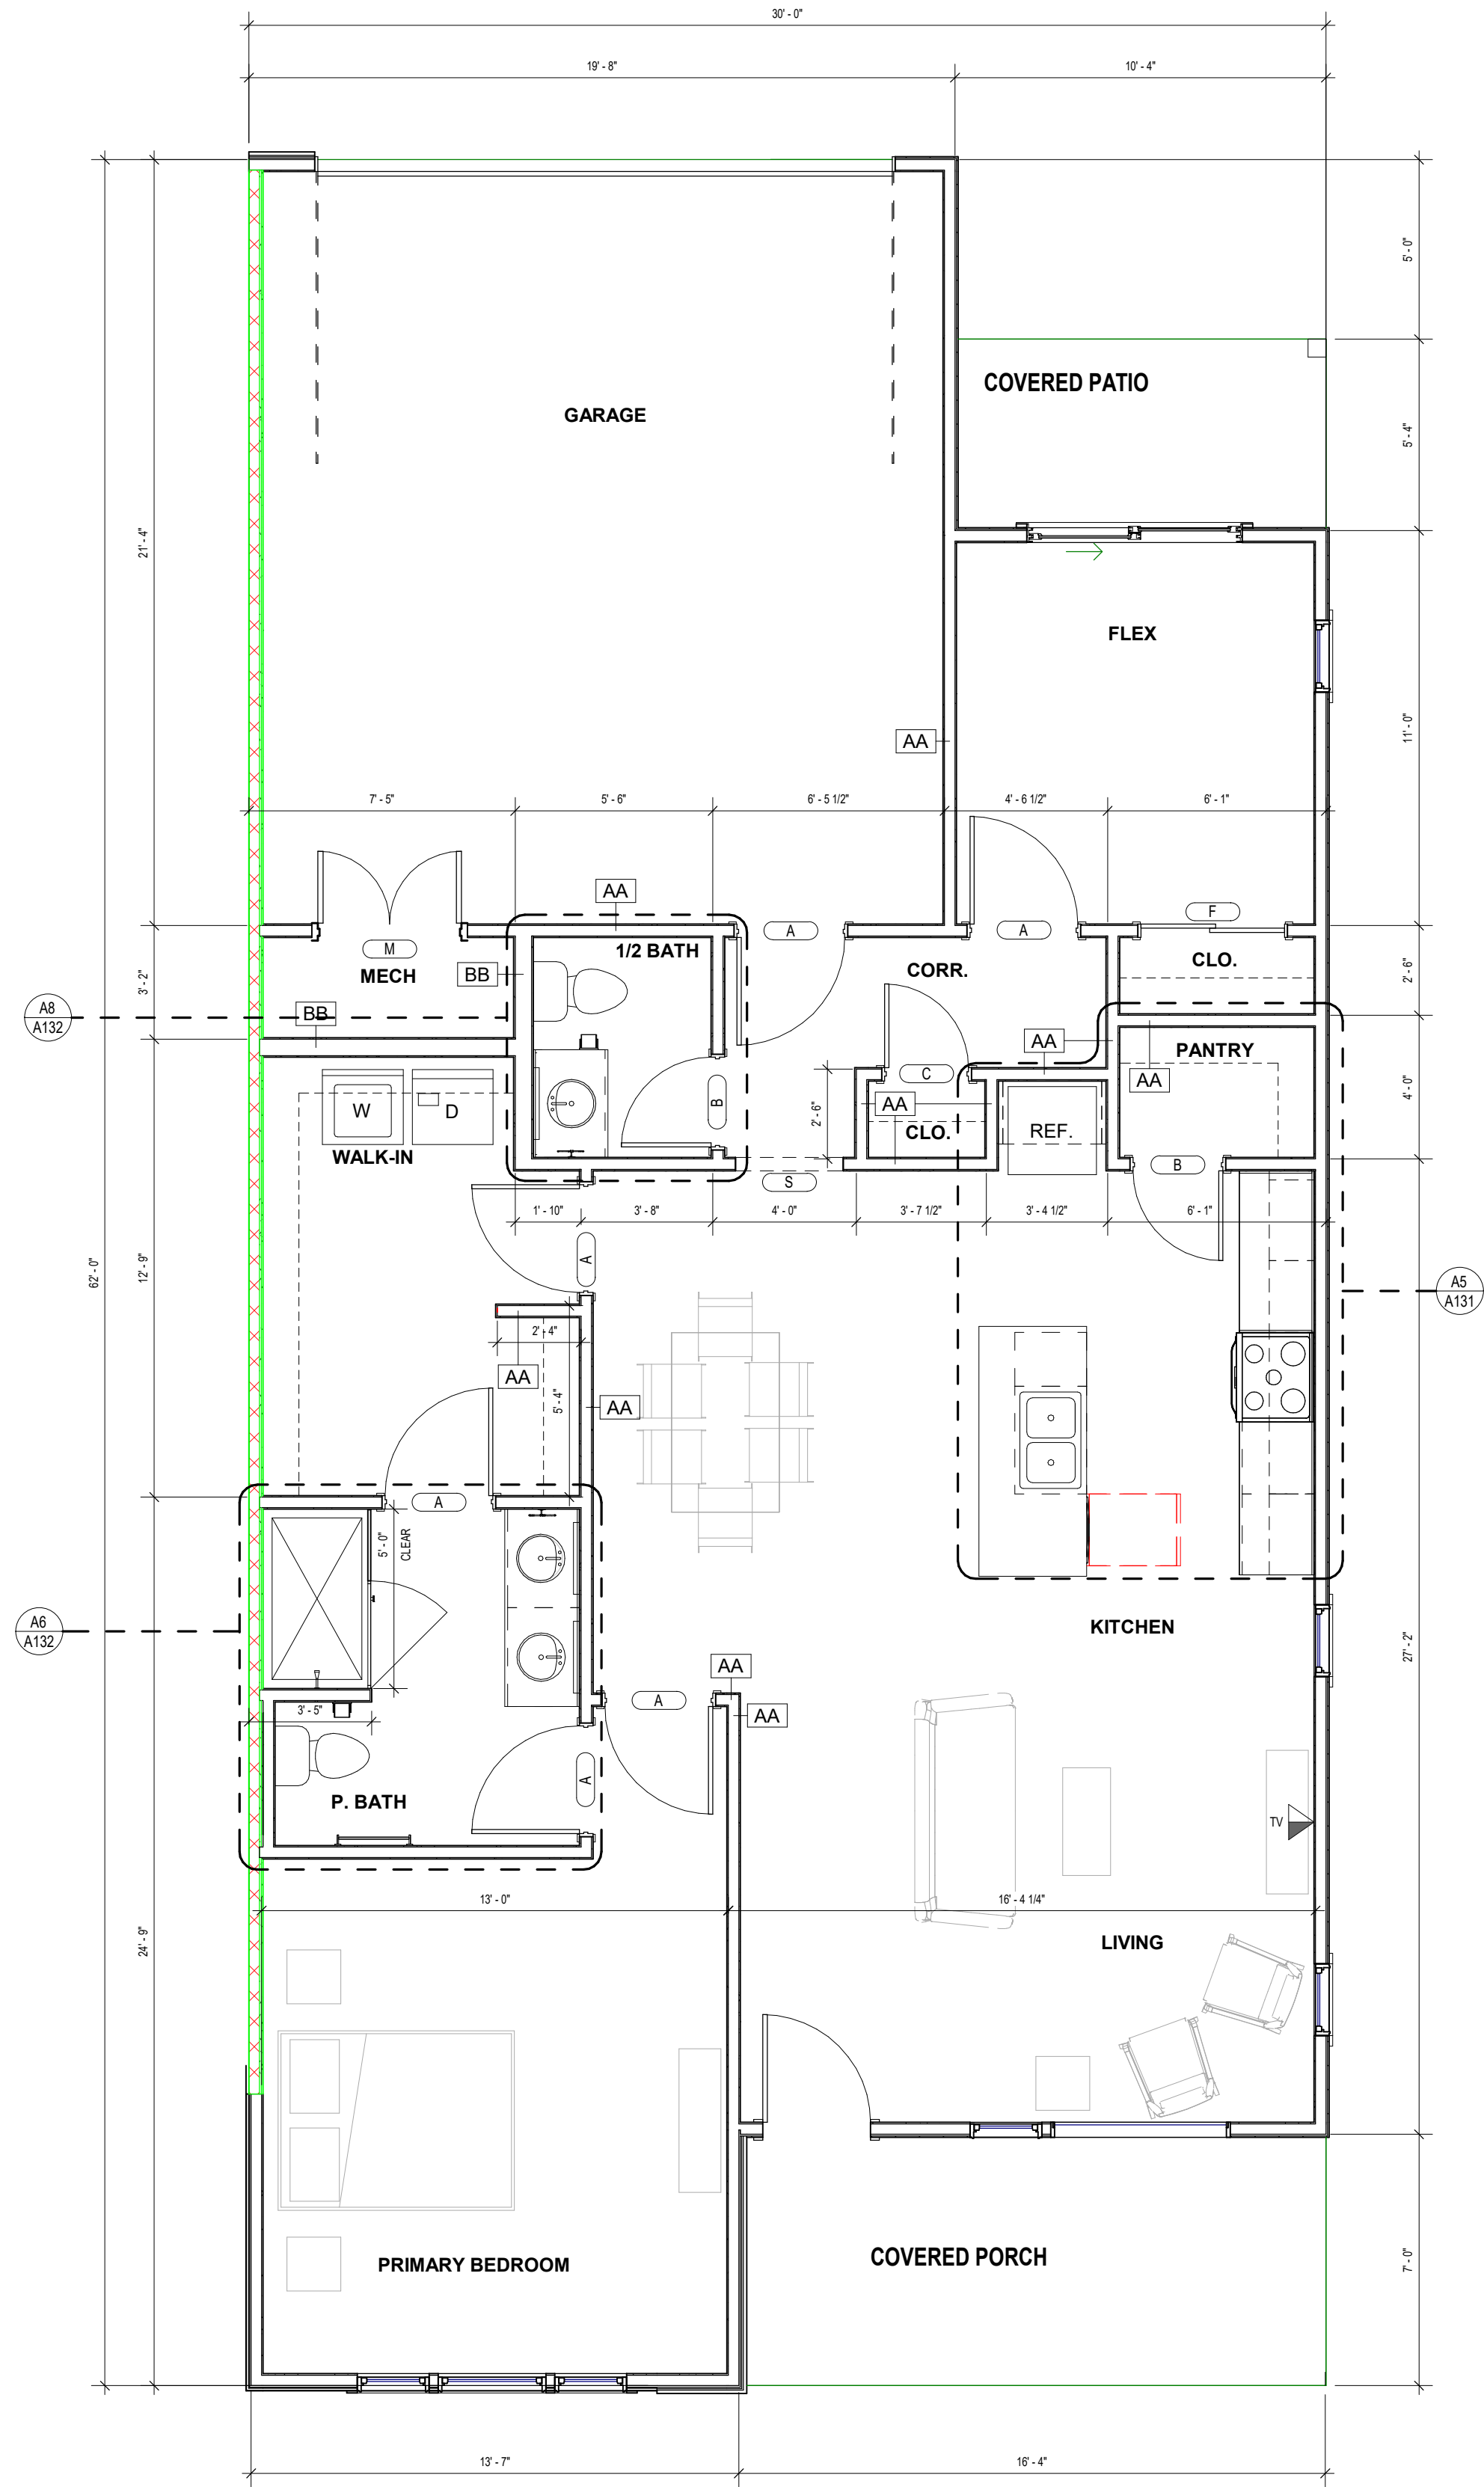 30' - 0"
19' - 8"
10' - 4"
5' - 0"
COVERED PATIO
GARAGE
5' - 4"
21' - 4"
FLEX
AA
11' - 0"
7' - 5"
5' - 6"
6' - 5 1/2"
4' - 6 1/2"
6' - 1"
AA
F
A
A
M
1/2 BATH
CLO.
MECH
BB
CORR.
2' - 6"
3' - 2"
A8
A132
BB
AA
PANTRY
C
AA
W
D
B
AA
4' - 0"
2' - 6"
CLO.
REF.
WALK-IN
B
S
1' - 10"
3' - 8"
4' - 0"
3' - 7 1/2"
3' - 4 1/2"
6' - 1"
62' - 0"
12' - 9"
A
A5
A131
2' - 4"
AA
5' - 4"
AA
A
5' - 0"
CLEAR
A6
A132
KITCHEN
27' - 2"
AA
A
3' - 5"
AA
A
P. BATH
TV
13' - 0"
16' - 4 1/4"
24' - 9"
LIVING
PRIMARY BEDROOM
COVERED PORCH
7' - 0"
13' - 7"
16' - 4"